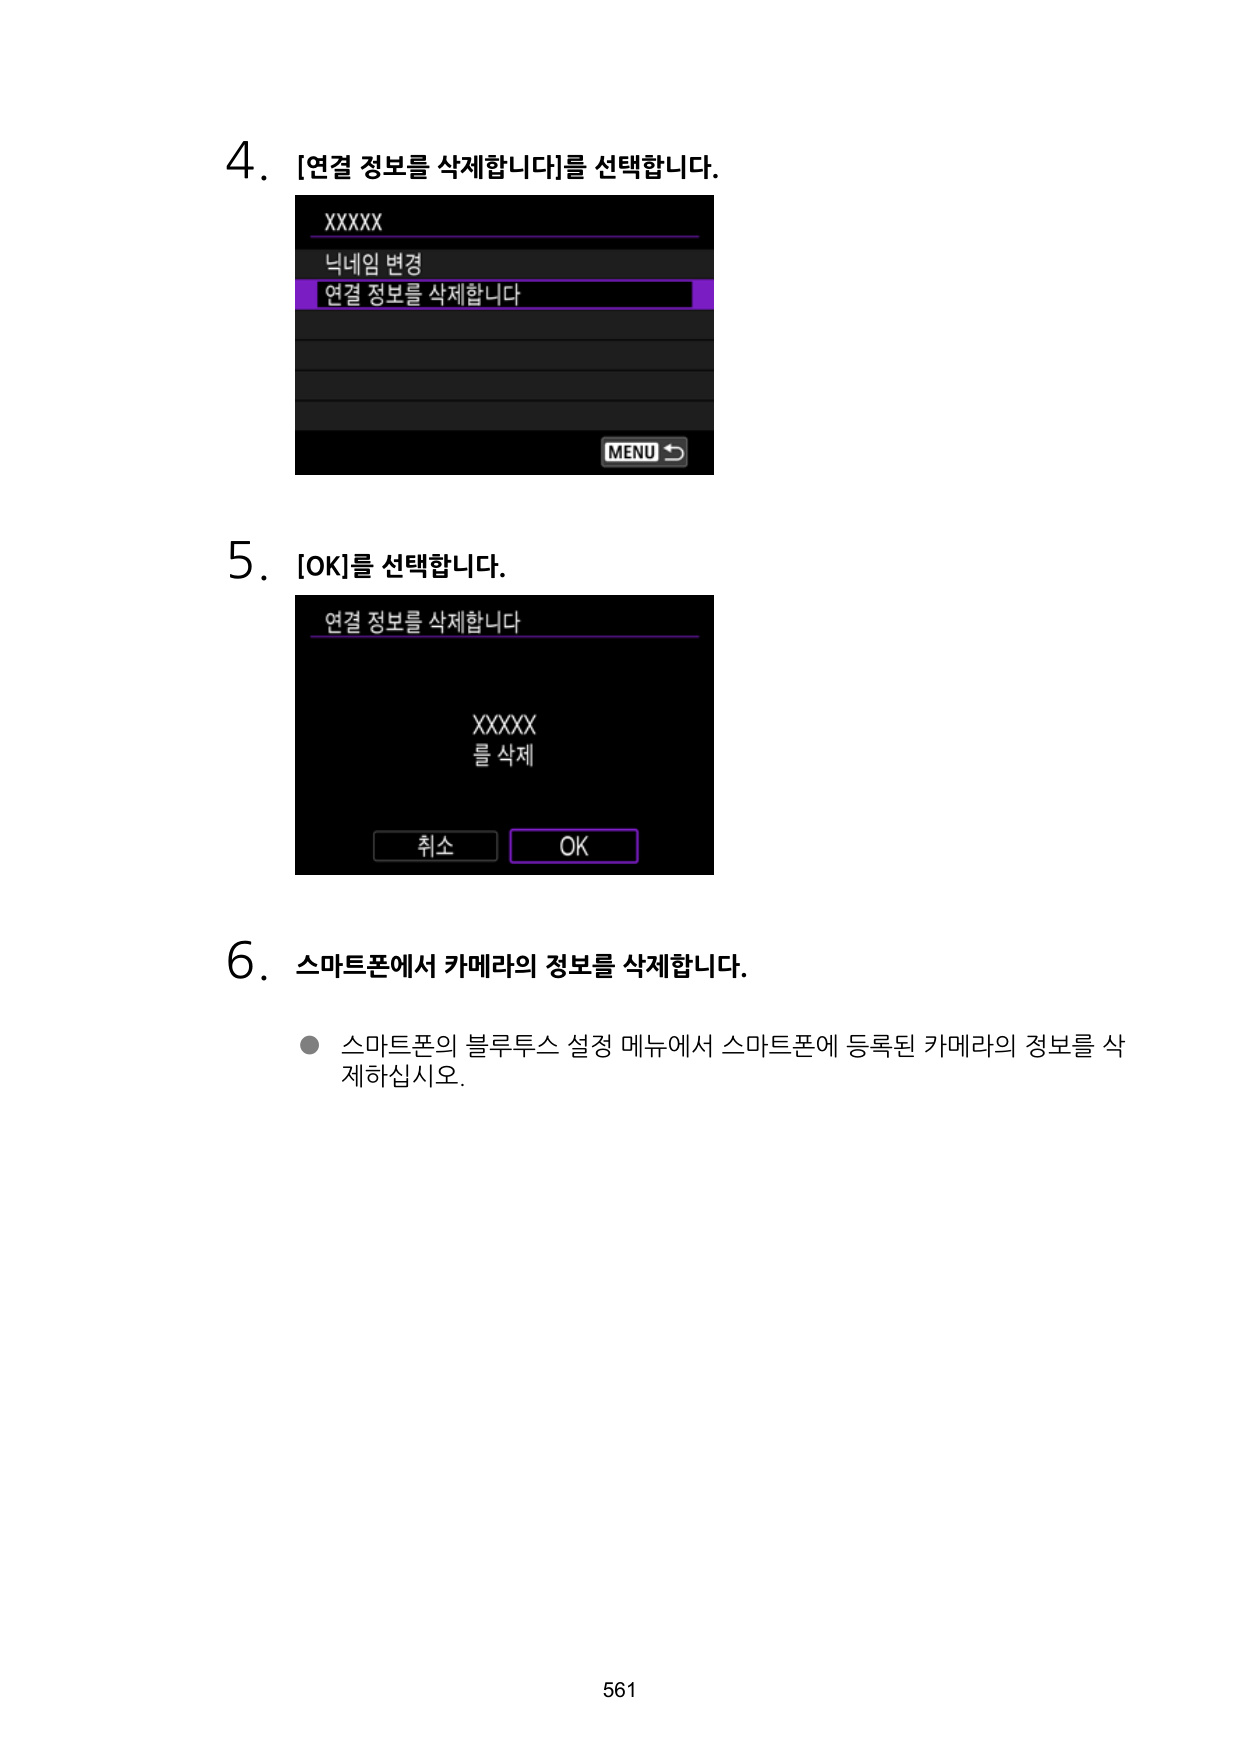 4. [연결 정보를 삭제합니다]를 선택합니다.
XXXXX
닉네임 변경
연결 정보를 삭제합니다
MENU
5. [OK]를 선택합니다.
연결 정보를 삭제합니다
XXXXX
를 삭제
취소 OK
6. 스마트폰에서 카메라의 정보를 삭제합니다.
● 스마트폰의 블루투스 설정 메뉴에서 스마트폰에 등록된 카메라의 정보를 삭
제하십시오.
561